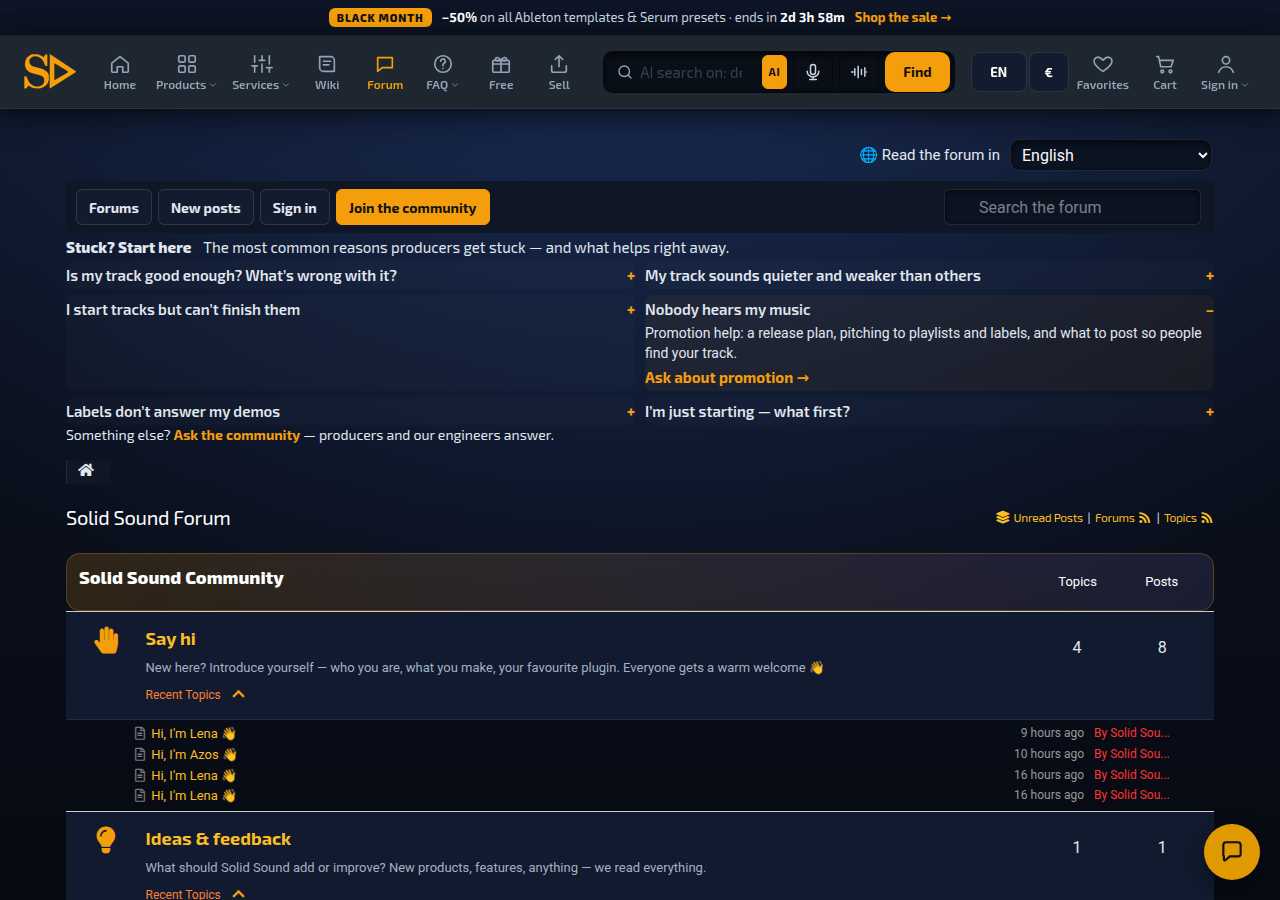 BLACK MONTH −50% on all Ableton templates & Serum presets · ends in 2d 3h 58m Shop the sale →
Home Products Services Wiki Forum FAQ Free Sell AI search on: dr AI Find EN € Favorites Cart Sign in
🌐 Read the forum in English
Forums New posts Sign in Join the community Search the forum
Stuck? Start here The most common reasons producers get stuck — and what helps right away.
Is my track good enough? What's wrong with it? + My track sounds quieter and weaker than others +
I start tracks but can't finish them + Nobody hears my music −
Promotion help: a release plan, pitching to playlists and labels, and what to post so people
find your track.
Ask about promotion →
Labels don't answer my demos + I'm just starting — what first? +
Something else? Ask the community — producers and our engineers answer.
Solid Sound Forum Unread Posts | Forums | Topics
Solid Sound Community Topics Posts
Say hi 4 8
New here? Introduce yourself — who you are, what you make, your favourite plugin. Everyone gets a warm welcome 👋
Recent Topics
Hi, I'm Lena 👋 9 hours ago By Solid Sou...
Hi, I'm Azos 👋 10 hours ago By Solid Sou...
Hi, I'm Lena 👋 16 hours ago By Solid Sou...
Hi, I'm Lena 👋 16 hours ago By Solid Sou...
Ideas & feedback 1 1
What should Solid Sound add or improve? New products, features, anything — we read everything.
Recent Topics